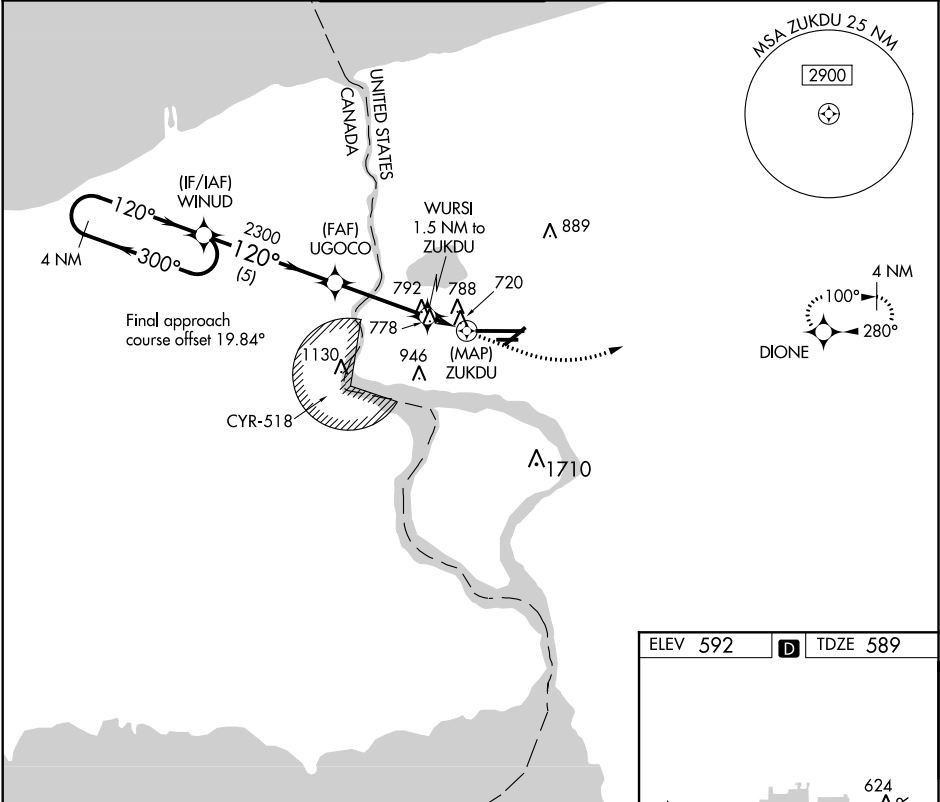 MSA ZUKDU 25 NM
2900
UNITED STATES
CANADA
(IF/IAF)
WINUD
120°
300°
4 NM
2300
120°
(5)
(FAF)
UGOCO
WURSI
1.5 NM to
ZUKDU
889
792
788
720
778
(MAP)
ZUKDU
946
Final approach
course offset 19.84°
1130
CYR-518
4 NM
100°
280°
DIONE
1710
ELEV 592
D
TDZE 589
624